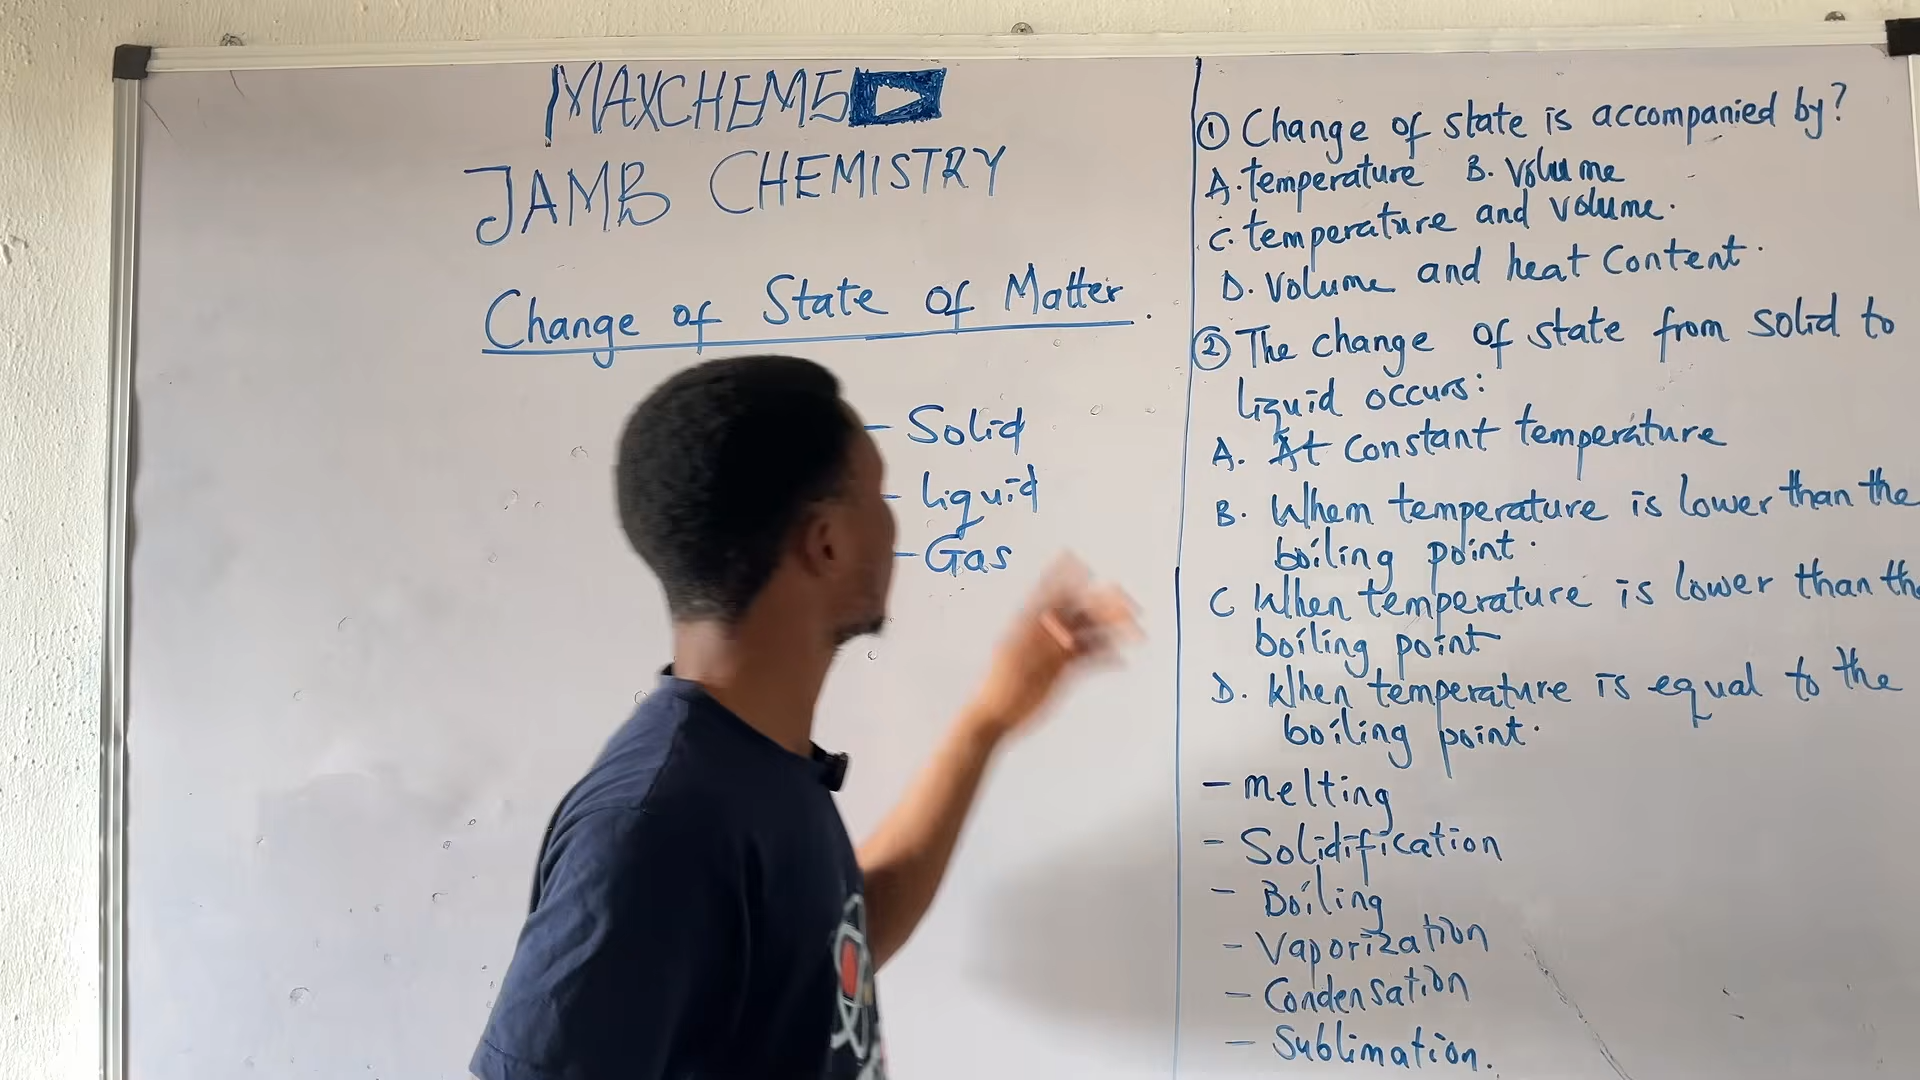 MAXCHEM5
JAMB CHEMISTRY
Change of State of Matter.
- Solid
- Liquid
- Gas
① Change of state is accompanied by?
A. temperature B. Volume
C. temperature and volume.
D. Volume and heat Content.
② The change of state from solid to
liquid occurs:
A. At constant temperature
B. Whem temperature is lower than the
boiling point.
C When temperature is lower than the
boiling point
D. When temperature is equal to the
boiling point.
- melting
- Solidification
- Boiling
- Vaporization
- Condensation
- Sublimation.